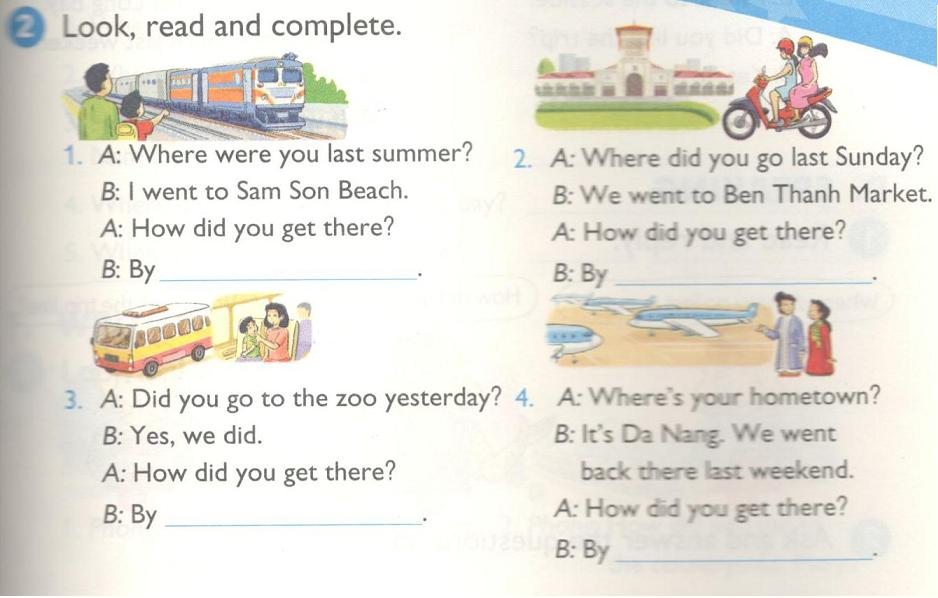 2 Look, read and complete.
1. A: Where were you last summer?
B: I went to Sam Son Beach.
A: How did you get there?
B: By ____________________.
2. A: Where did you go last Sunday?
B: We went to Ben Thanh Market.
A: How did you get there?
B: By ____________________.
3. A: Did you go to the zoo yesterday?
B: Yes, we did.
A: How did you get there?
B: By ____________________.
4. A: Where's your hometown?
B: It's Da Nang. We went
back there last weekend.
A: How did you get there?
B: By ____________________.